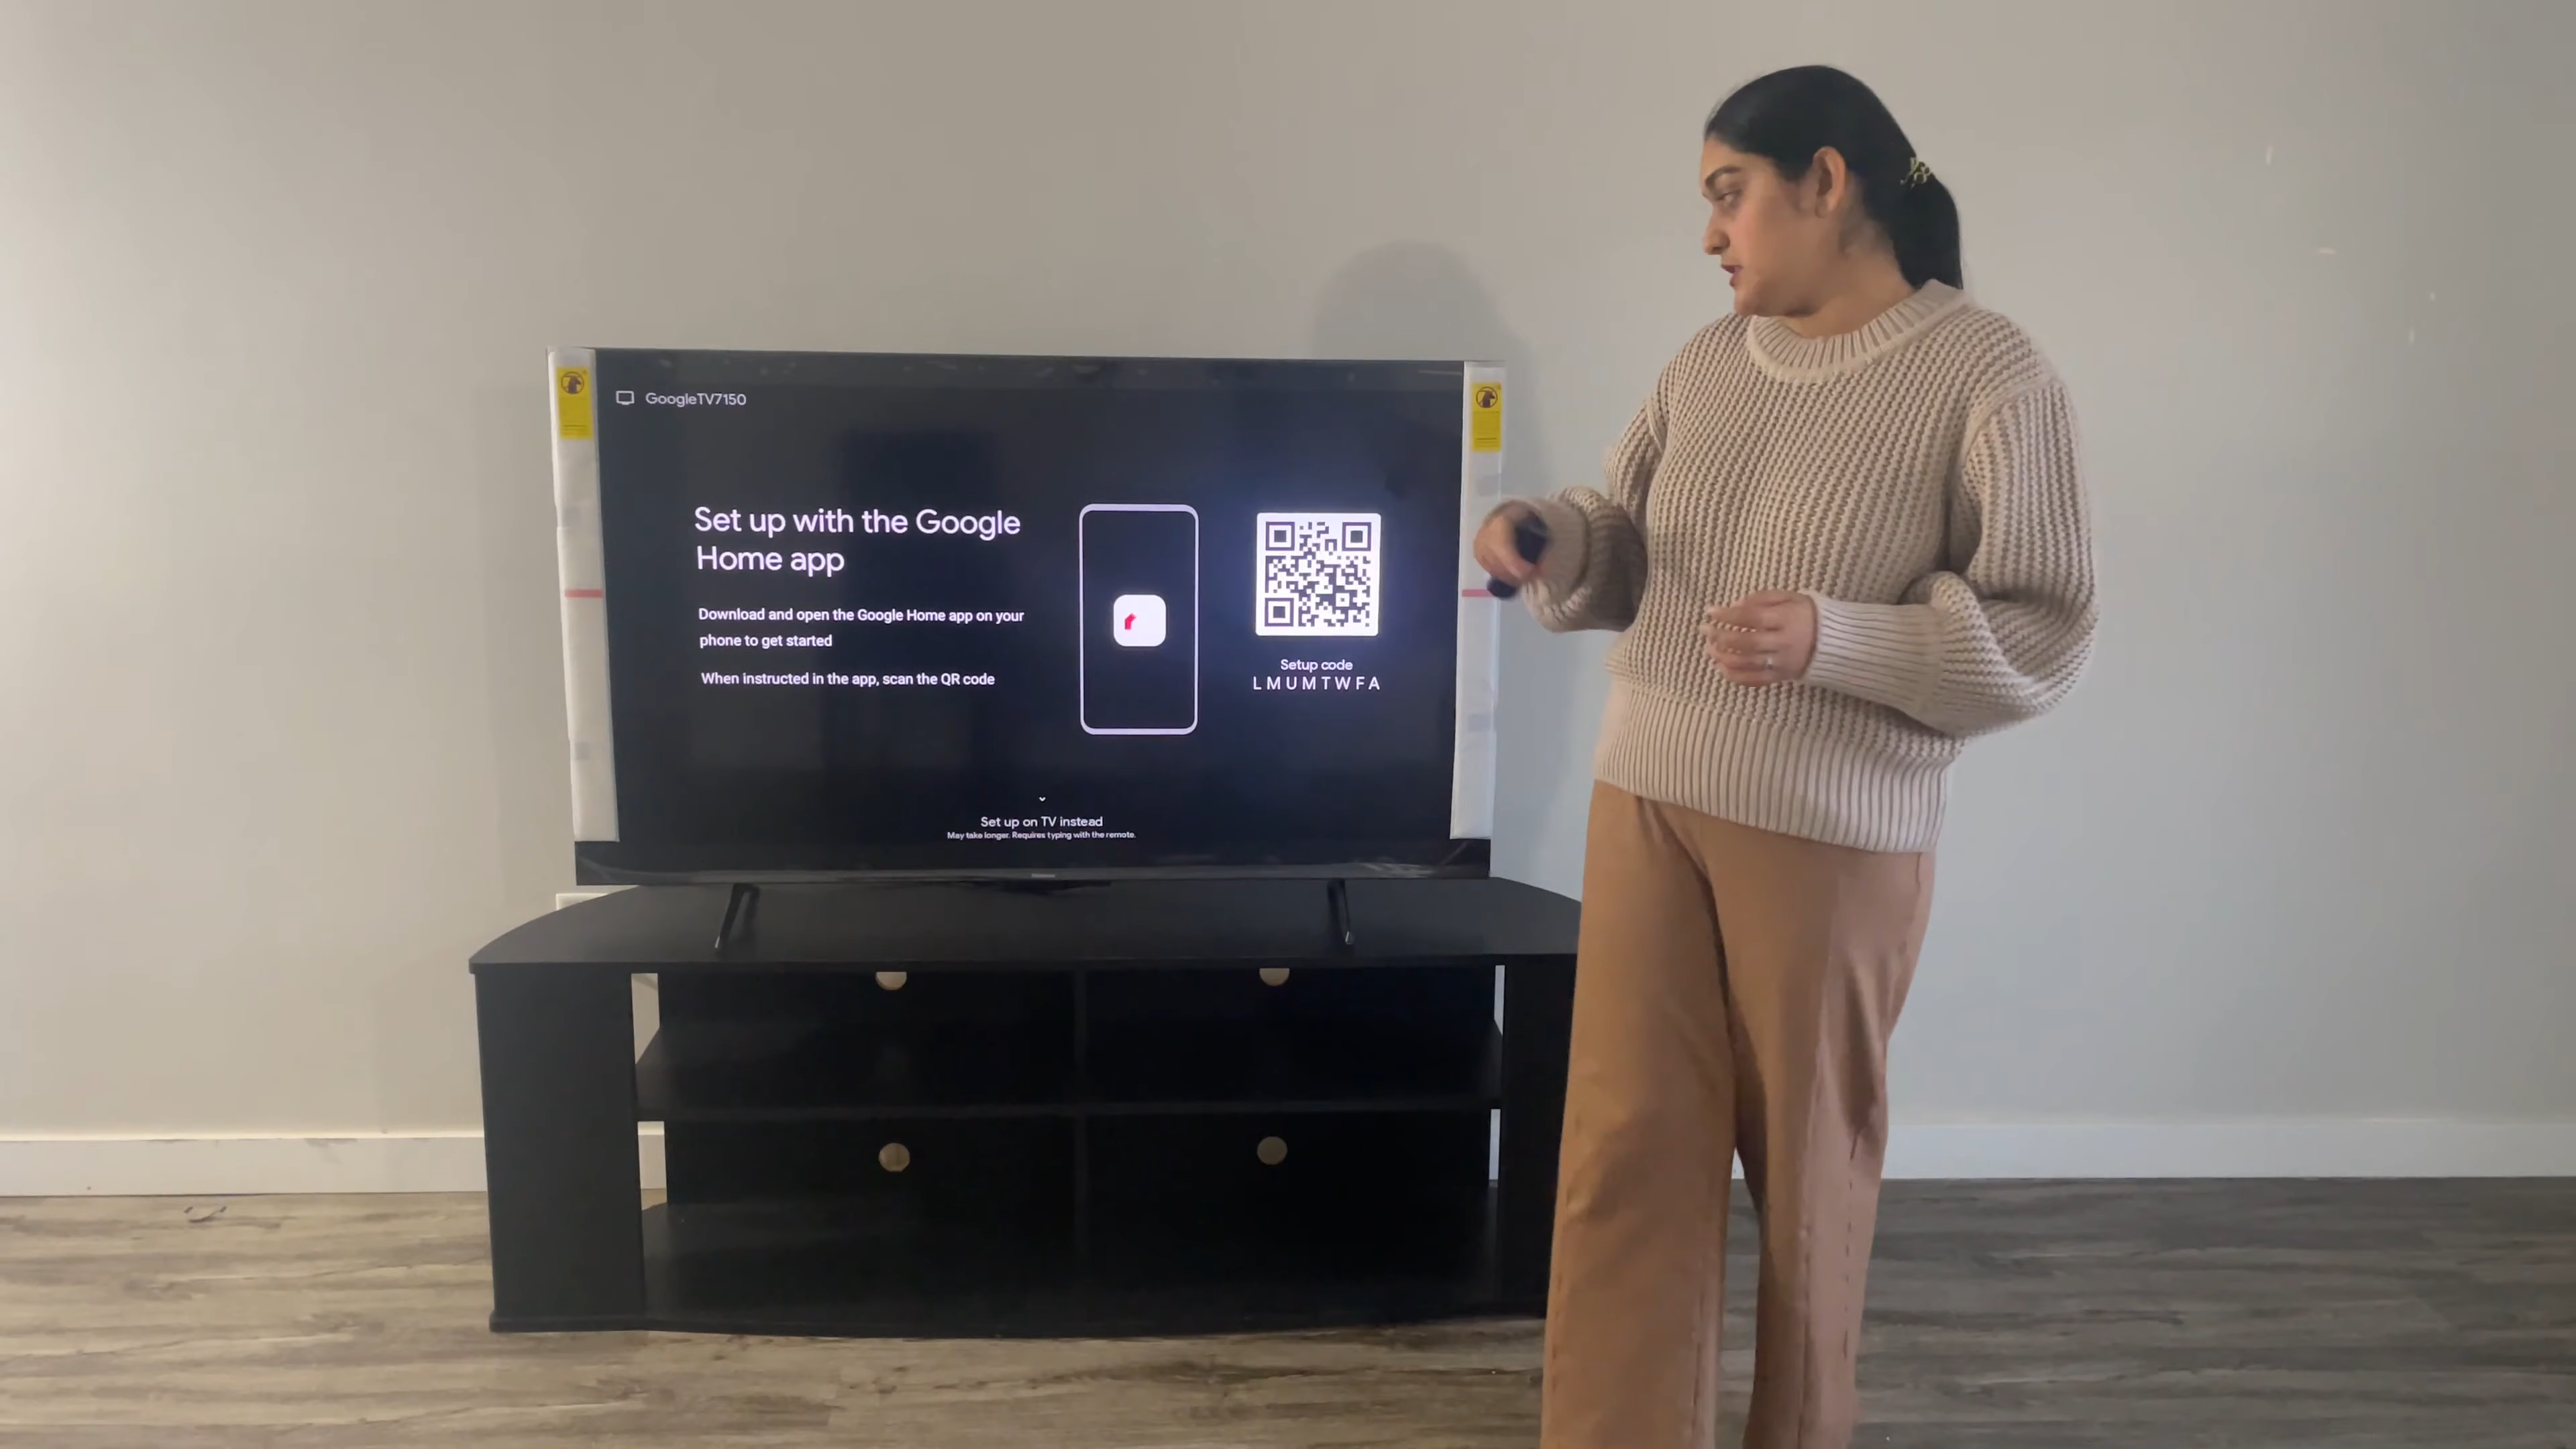 GoogleTV7150
Set up with the Google
Home app
Download and open the Google Home app on your
phone to get started
When instructed in the app, scan the QR code
Setup code
LMUMTWFA
Set up on TV instead
May take longer. Requires typing with the remote.